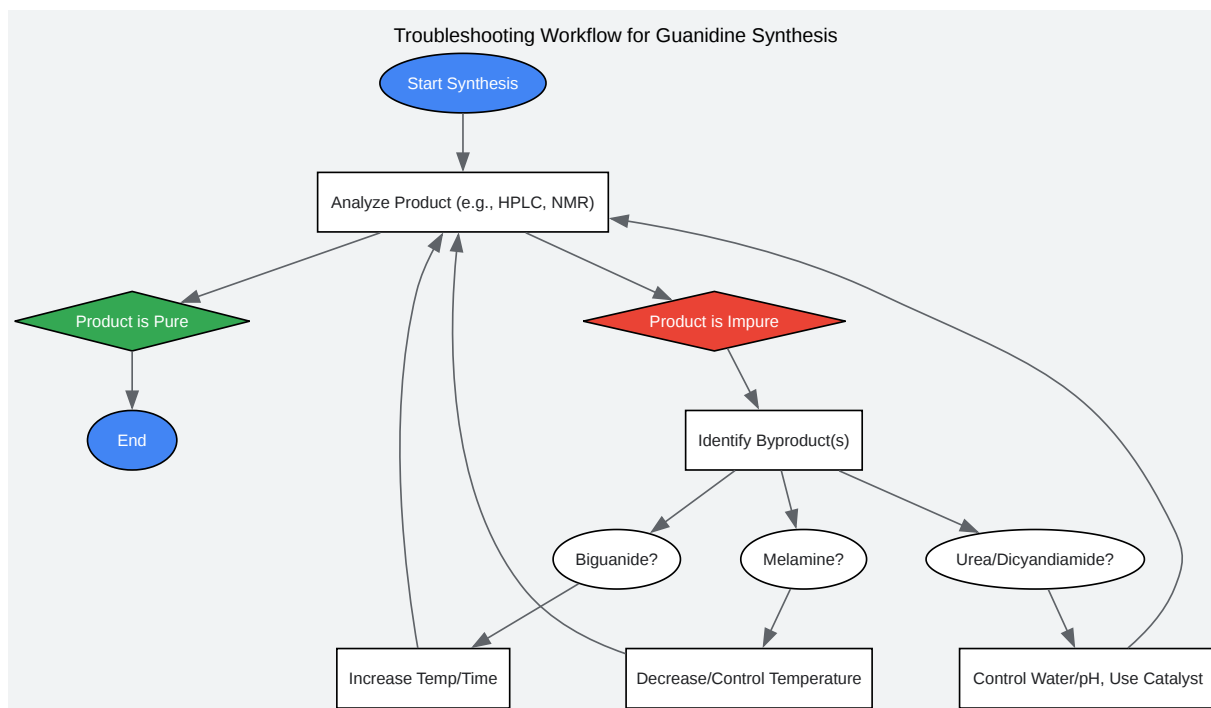 Troubleshooting Workflow for Guanidine Synthesis
Start Synthesis
Analyze Product (e.g., HPLC, NMR)
Product is Pure
Product is Impure
End
Identify Byproduct(s)
Biguanide?
Melamine?
Urea/Dicyandiamide?
Increase Temp/Time
Decrease/Control Temperature
Control Water/pH, Use Catalyst